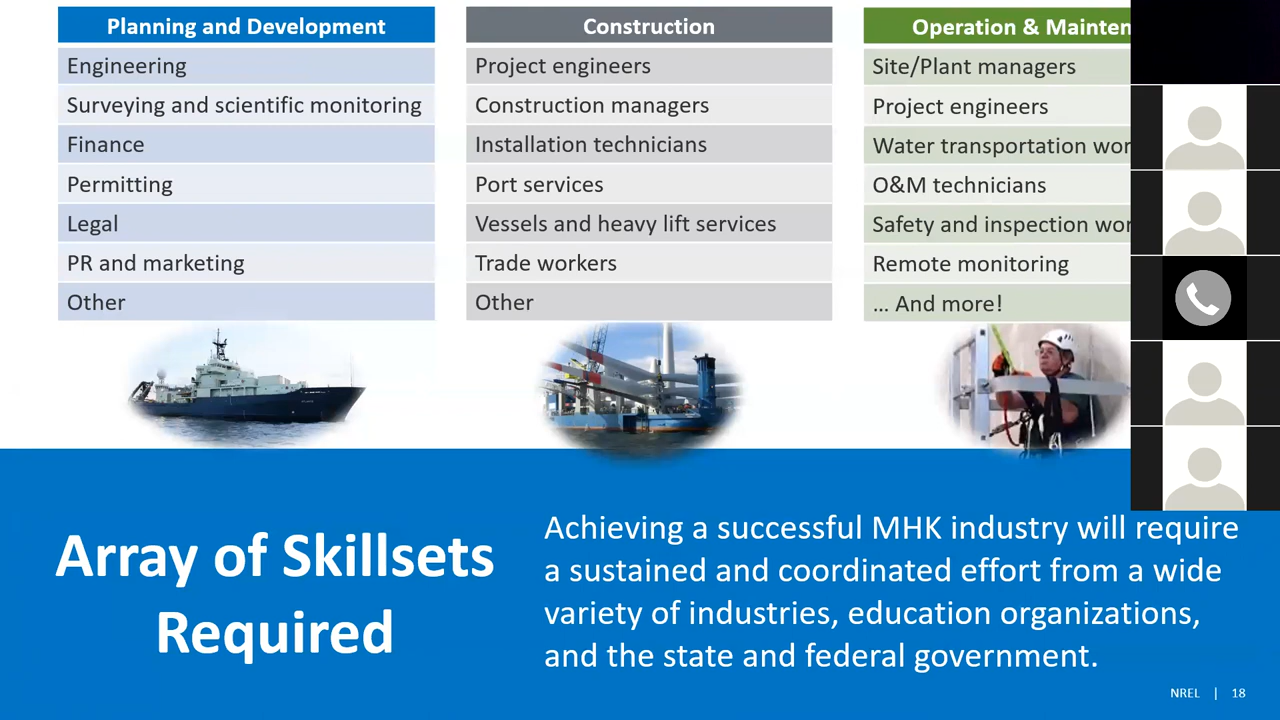 Planning and Development
Engineering
Surveying and scientific monitoring
Finance
Permitting
Legal
PR and marketing
Other
Construction
Project engineers
Construction managers
Installation technicians
Port services
Vessels and heavy lift services
Trade workers
Other
Operation &
Site/Plant managers
Project engineers
Water transportation
O&M technicians
Safety and inspection
Remote monitoring
... And more!
Array of Skillsets
Required
Achieving a successful MHK industry will require
a sustained and coordinated effort from a wide
variety of industries, education organizations,
and the state and federal government.
NREL | 18